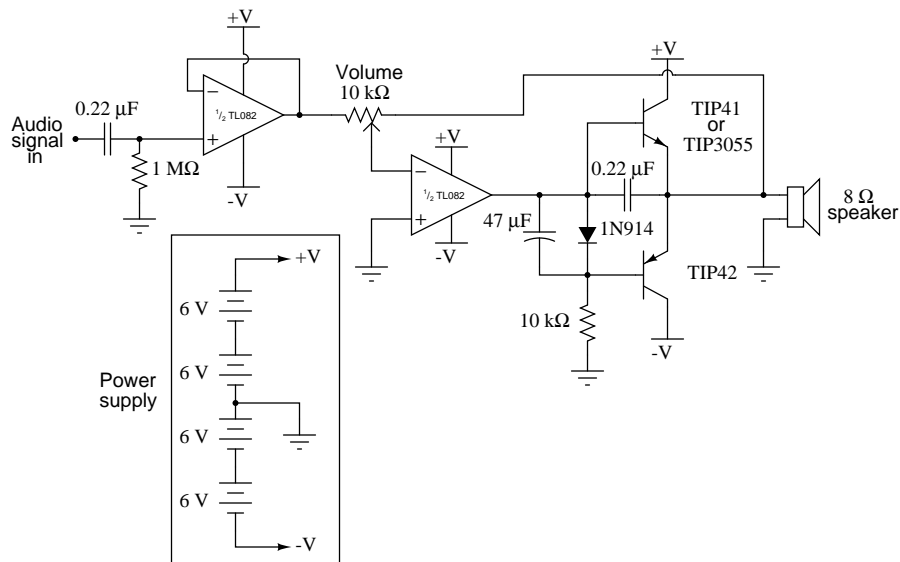 +V
Volume
10 kΩ
+V
0.22 µF
−
½ TL082
+
Audio
signal
in
1 MΩ
-V
TIP41
or
TIP3055
+V
−
½ TL082
+
0.22 µF
8 Ω
speaker
47 µF
1N914
-V
TIP42
10 kΩ
-V
+V
6 V
6 V
Power
supply
6 V
6 V
-V